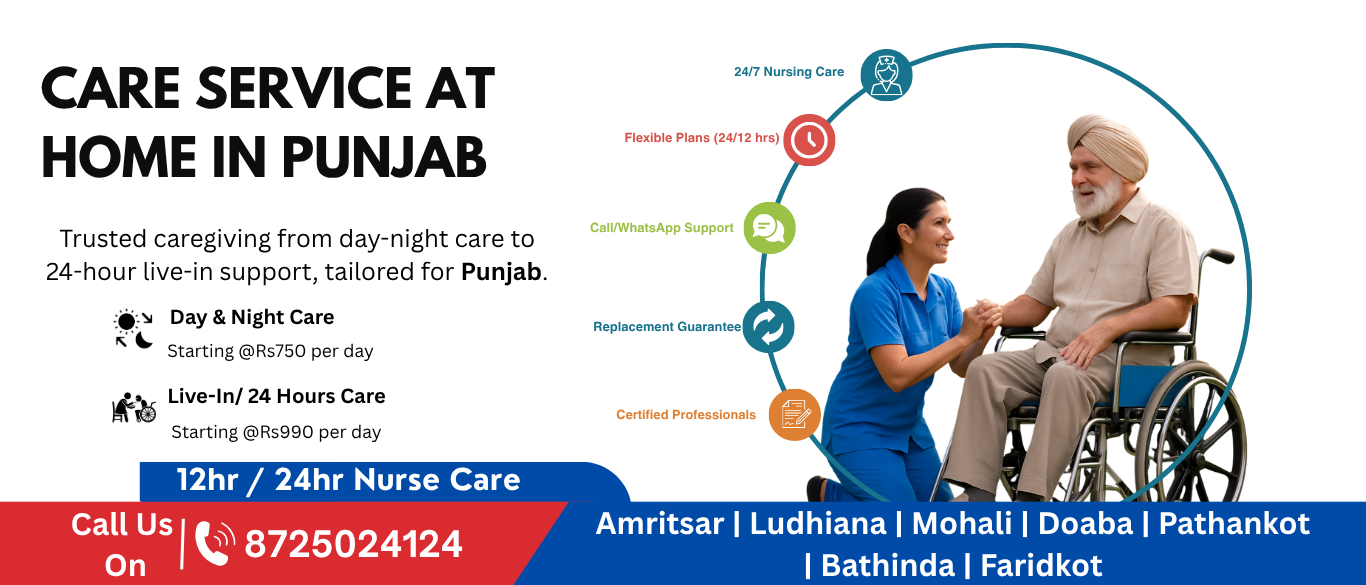 CARE SERVICE AT
HOME IN PUNJAB
Trusted caregiving from day-night care to
24-hour live-in support, tailored for Punjab.
Day & Night Care
Starting @Rs750 per day
Live-In/ 24 Hours Care
Starting @Rs990 per day
12hr / 24hr Nurse Care
Call Us
On
8725024124
24/7 Nursing Care
Flexible Plans (24/12 hrs)
Call/WhatsApp Support
Replacement Guarantee
Certified Professionals
Amritsar | Ludhiana | Mohali | Doaba | Pathankot
| Bathinda | Faridkot